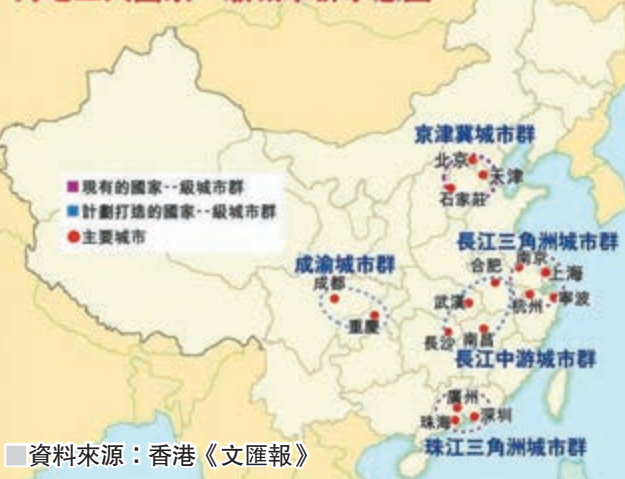 京津冀城市群
北京
天津
石家莊
■現有的國家一級城市群
■計劃打造的國家一級城市群
●主要城市
長江三角洲城市群
南京
合肥
上海
成渝城市群
成都
武漢
杭州
寧波
重慶
長沙
南昌
長江中游城市群
廣州
珠海
深圳
珠江三角洲城市群
■資料來源：香港《文匯報》